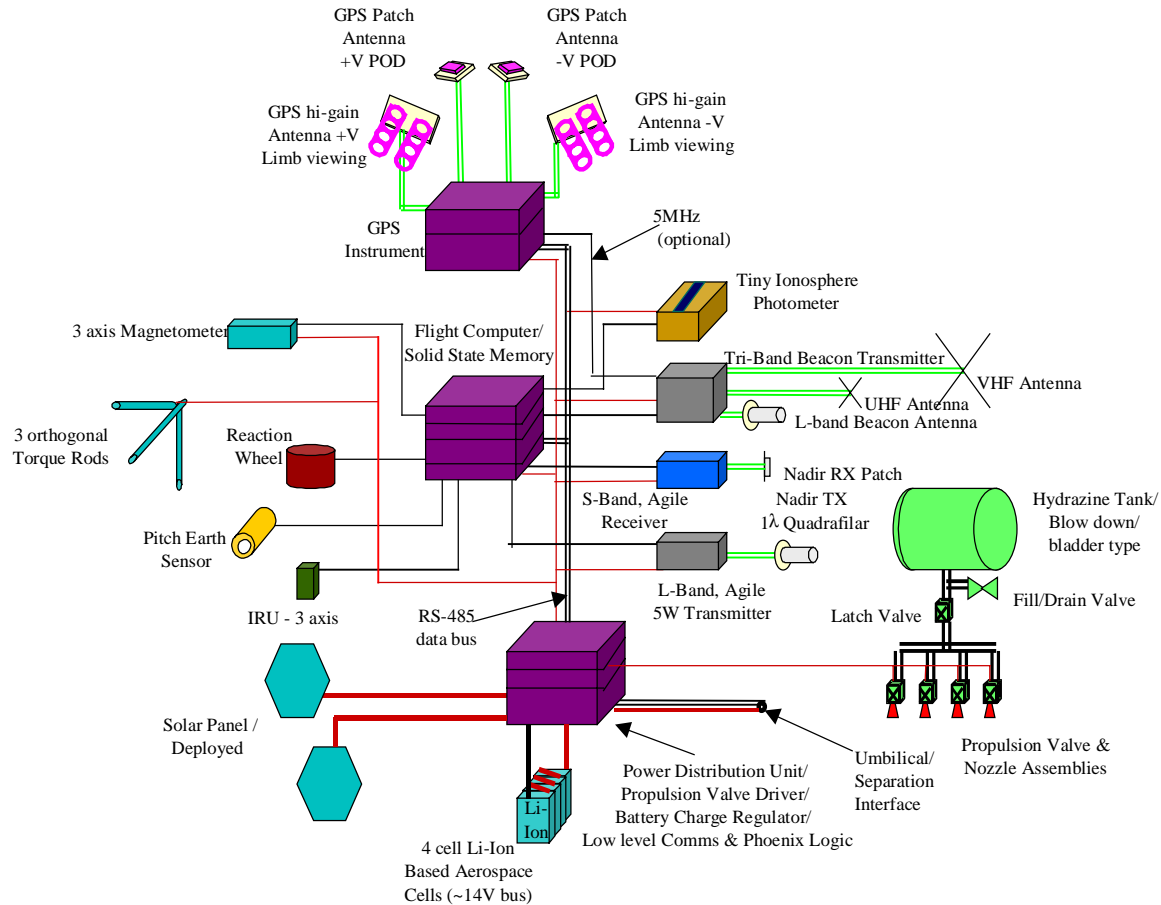 GPS Patch
Antenna
+V POD
GPS Patch
Antenna
-V POD
GPS hi-gain
Antenna +V
Limb viewing
GPS hi-gain
Antenna -V
Limb viewing
GPS
Instrument
5MHz
(optional)
Tiny Ionosphere
Photometer
3 axis Magnetometer
Flight Computer/
Solid State Memory
Tri-Band Beacon Transmitter
VHF Antenna
UHF Antenna
L-band Beacon Antenna
3 orthogonal
Torque Rods
Reaction
Wheel
S-Band, Agile
Receiver
Nadir RX Patch
Nadir TX
1λ Quadrafilar
Hydrazine Tank/
Blow down/
bladder type
Pitch Earth
Sensor
IRU - 3 axis
RS-485
data bus
L-Band, Agile
5W Transmitter
Latch Valve
Fill/Drain Valve
Solar Panel /
Deployed
Li-
Ion
4 cell Li-Ion
Based Aerospace
Cells (~14V bus)
Power Distribution Unit/
Propulsion Valve Driver/
Battery Charge Regulator/
Low level Comms & Phoenix Logic
Umbilical/
Separation
Interface
Propulsion Valve &
Nozzle Assemblies